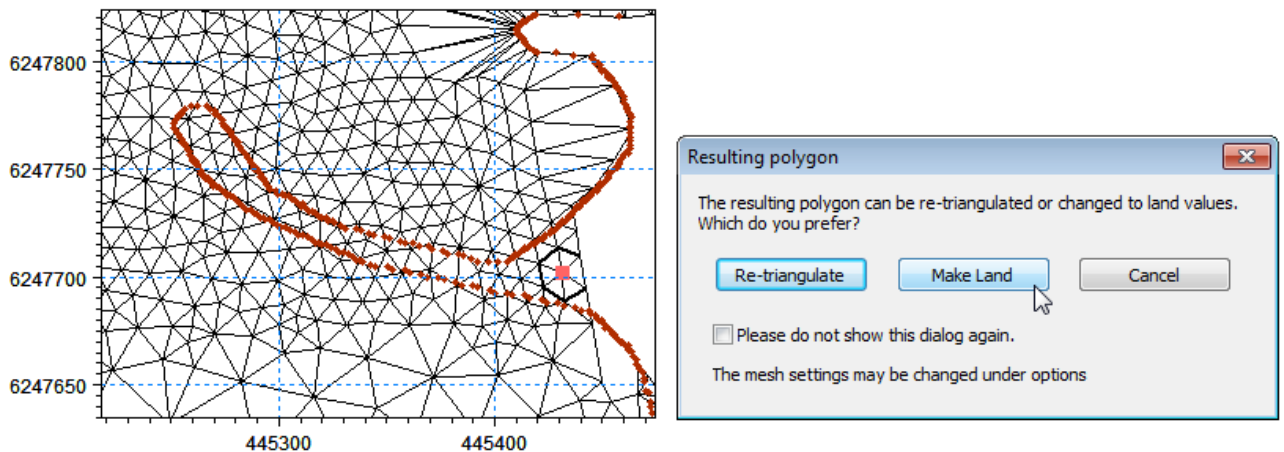 6247800
6247750
6247700
6247650
445300
445400
Resulting polygon
The resulting polygon can be re-triangulated or changed to land values.
Which do you prefer?
Re-triangulate
Make Land
Cancel
Please do not show this dialog again.
The mesh settings may be changed under options